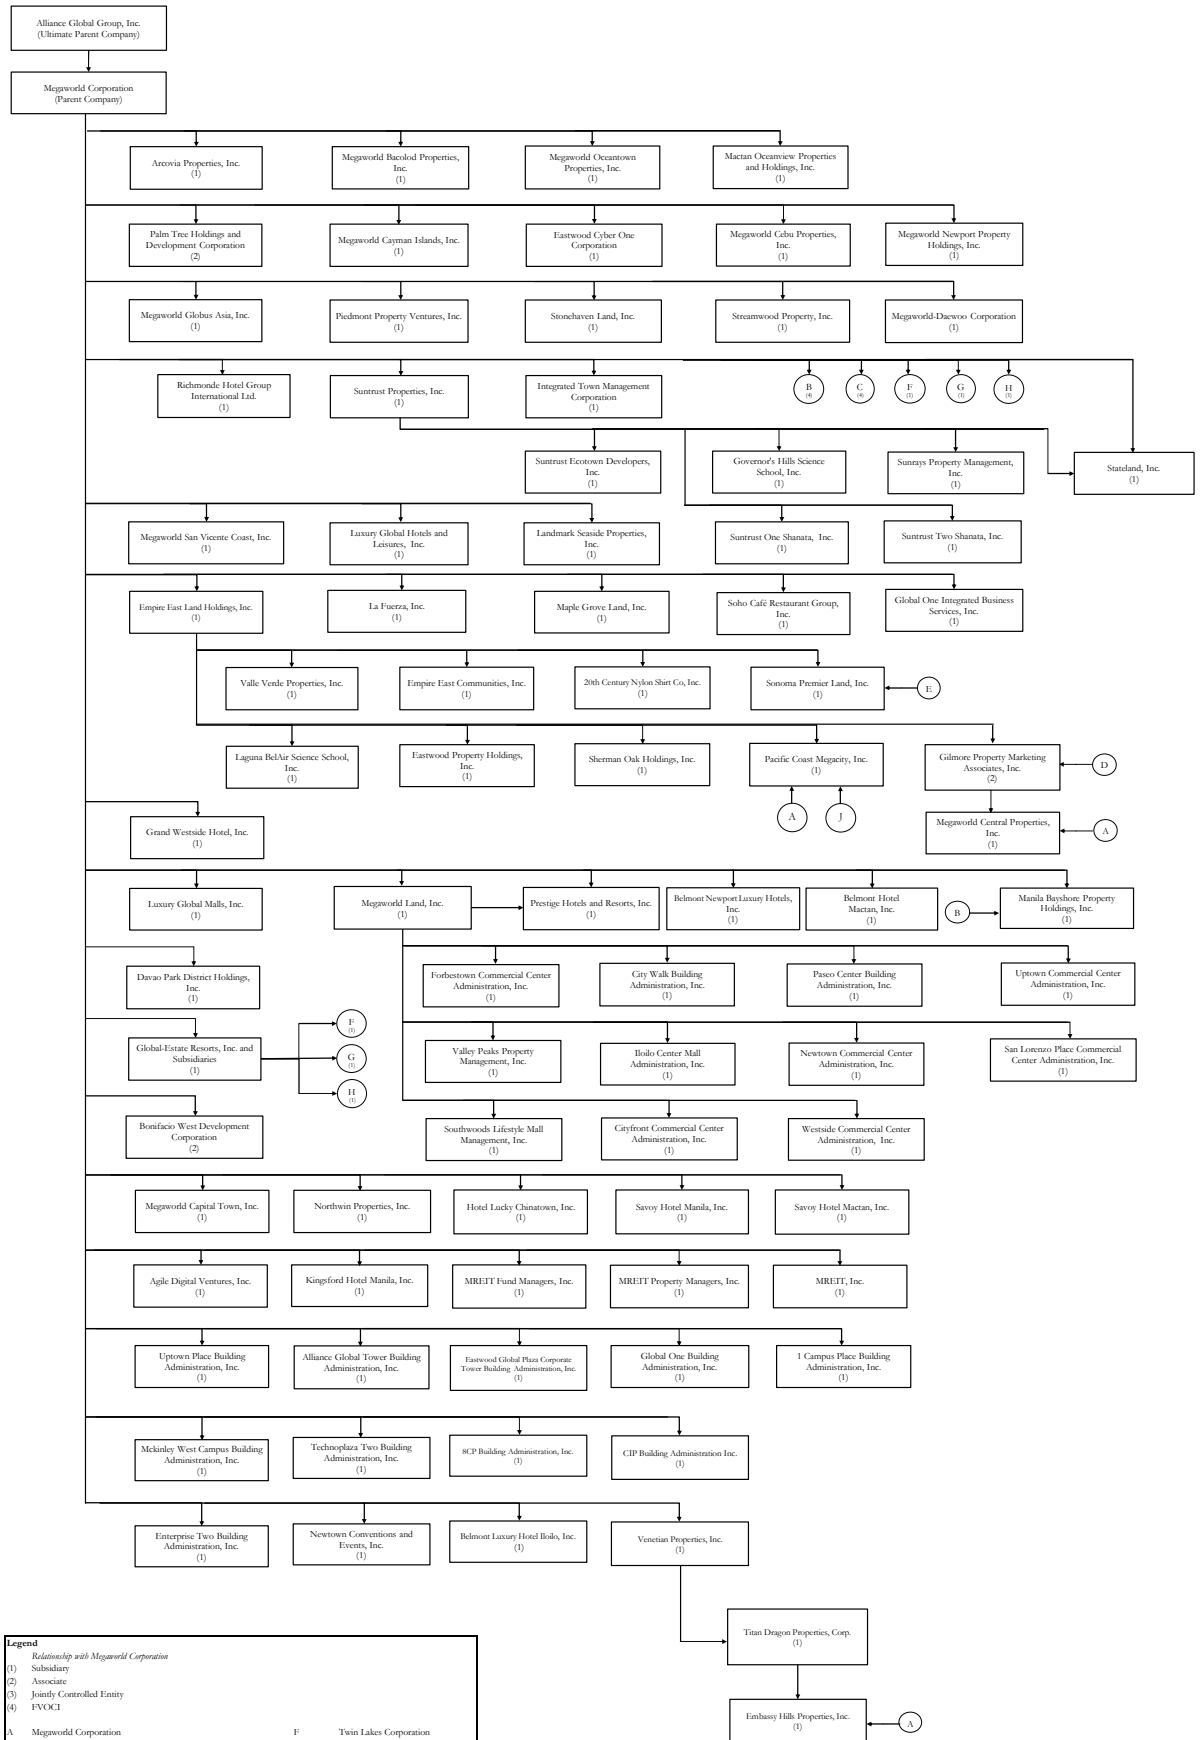 Alliance Global Group, Inc.
(Ultimate Parent Company)
Megaworld Corporation
(Parent Company)
Arcovia Properties, Inc.
(1)
Megaworld Bacolod Properties,
Inc.
(1)
Megaworld Oceantown
Properties, Inc.
(1)
Mactan Oceanview Properties
and Holdings, Inc.
(1)
Palm Tree Holdings and
Development Corporation
(2)
Megaworld Cayman Islands, Inc.
(1)
Eastwood Cyber One
Corporation
(1)
Megaworld Cebu Properties,
Inc.
(1)
Megaworld Newport Property
Holdings, Inc.
(1)
Megaworld Globus Asia, Inc.
(1)
Piedmont Property Ventures, Inc.
(1)
Stonehaven Land, Inc.
(1)
Streamwood Property, Inc.
(1)
Megaworld-Daewoo Corporation
(1)
Richmonde Hotel Group
International Ltd.
(1)
Suntrust Properties, Inc.
(1)
Integrated Town Management
Corporation
(1)
B
(4)
C
(4)
F
(1)
G
(1)
H
(1)
Suntrust Ecotown Developers,
Inc.
(1)
Governor's Hills Science
School, Inc.
(1)
Sunrays Property Management,
Inc.
(1)
Stateland, Inc.
(1)
Megaworld San Vicente Coast, Inc.
(1)
Luxury Global Hotels and
Leisures, Inc.
(1)
Landmark Seaside Properties,
Inc.
(1)
Suntrust One Shanata, Inc.
(1)
Suntrust Two Shanata, Inc.
(1)
Empire East Land Holdings, Inc.
(1)
La Fuerza, Inc.
(1)
Maple Grove Land, Inc.
(1)
Soho Café Restaurant Group,
Inc.
(1)
Global One Integrated Business
Services, Inc.
(1)
Valle Verde Properties, Inc.
(1)
Empire East Communities, Inc.
(1)
20th Century Nylon Shirt Co, Inc.
(1)
Sonoma Premier Land, Inc.
(1)
E
Laguna BelAir Science School,
Inc.
(1)
Eastwood Property Holdings,
Inc.
(1)
Sherman Oak Holdings, Inc.
(1)
Pacific Coast Megacity, Inc.
(1)
Gilmore Property Marketing
Associates, Inc.
(2)
D
A
J
Grand Westside Hotel, Inc.
(1)
Megaworld Central Properties,
Inc.
(1)
A
Luxury Global Malls, Inc.
(1)
Megaworld Land, Inc.
(1)
Prestige Hotels and Resorts, Inc.
(1)
Belmont Newport Luxury Hotels,
Inc.
(1)
Belmont Hotel
Mactan, Inc.
(1)
B
Manila Bayshore Property
Holdings, Inc.
(1)
Davao Park District Holdings,
Inc.
(1)
Forbestown Commercial Center
Administration, Inc.
(1)
City Walk Building
Administration, Inc.
(1)
Paseo Center Building
Administration, Inc.
(1)
Uptown Commercial Center
Administration, Inc.
(1)
Global-Estate Resorts, Inc. and
Subsidiaries
(1)
F
(1)
G
(1)
H
(1)
Valley Peaks Property
Management, Inc.
(1)
Iloilo Center Mall
Administration, Inc.
(1)
Newtown Commercial Center
Administration, Inc.
(1)
San Lorenzo Place Commercial
Center Administration, Inc.
(1)
Bonifacio West Development
Corporation
(2)
Southwoods Lifestyle Mall
Management, Inc.
(1)
Cityfront Commercial Center
Administration, Inc.
(1)
Westside Commercial Center
Administration, Inc.
(1)
Megaworld Capital Town, Inc.
(1)
Northwin Properties, Inc.
(1)
Hotel Lucky Chinatown, Inc.
(1)
Savoy Hotel Manila, Inc.
(1)
Savoy Hotel Mactan, Inc.
(1)
Agile Digital Ventures, Inc.
(1)
Kingsford Hotel Manila, Inc.
(1)
MREIT Fund Managers, Inc.
(1)
MREIT Property Managers, Inc.
(1)
MREIT, Inc.
(1)
Uptown Place Building
Administration, Inc.
(1)
Alliance Global Tower Building
Administration, Inc.
(1)
Eastwood Global Plaza Corporate
Tower Building Administration, Inc.
(1)
Global One Building
Administration, Inc.
(1)
1 Campus Place Building
Administration, Inc.
(1)
Mckinley West Campus Building
Administration, Inc.
(1)
Technoplaza Two Building
Administration, Inc.
(1)
8CP Building Administration, Inc.
(1)
CIP Building Administration Inc.
(1)
Enterprise Two Building
Administration, Inc.
(1)
Newtown Conventions and
Events, Inc.
(1)
Belmont Luxury Hotel Iloilo, Inc.
(1)
Venetian Properties, Inc.
(1)
Titan Dragon Properties, Corp.
(1)
Embassy Hills Properties, Inc.
(1)
A
Legend
Relationship with Megaworld Corporation
(1) Subsidiary
(2) Associate
(3) Jointly Controlled Entity
(4) FVOCI
A Megaworld Corporation F Twin Lakes Corporation